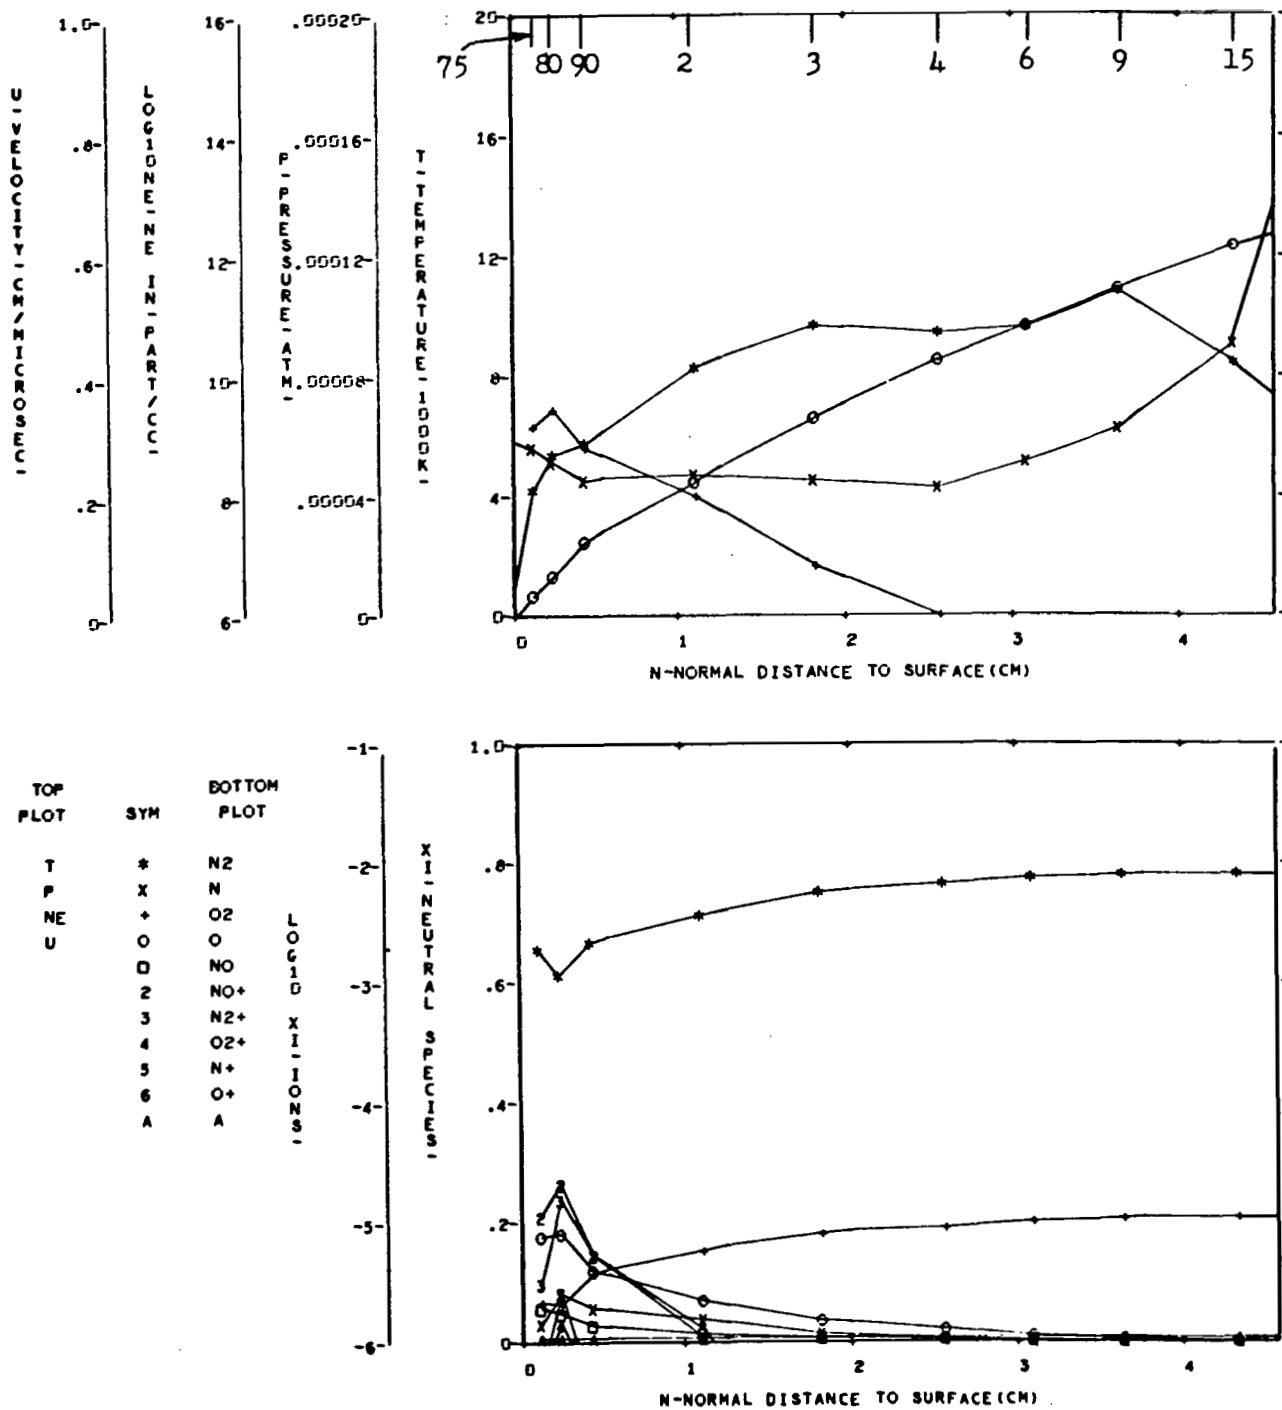 U-VELOCITY-CM/MICROSEC-
1.0-
.8-
.6-
.4-
.2-
0-
LOG10NE-NE IN-PART/CC-
16-
14-
12-
10-
8-
6-
P-PRESSURE-ATM-
.00020-
.00016-
.00012-
.00008-
.00004-
0-
T-TEMPERATURE-1000K-
20-
16-
12-
8-
4-
0-
75 80 90 2 3 4 6 9 15
0 1 2 3 4
N-NORMAL DISTANCE TO SURFACE(CM)
TOP PLOT SYM BOTTOM PLOT
T * N2
P X N
NE + O2
U O O
□ NO
2 NO+
3 N2+
4 O2+
5 N+
6 O+
A A
LOG10 XI-IONS-
-1-
-2-
-3-
-4-
-5-
-6-
XI-NEUTRAL SPECIES-
1.0-
.8-
.6-
.4-
.2-
0
0 1 2 3 4
N-NORMAL DISTANCE TO SURFACE(CM)